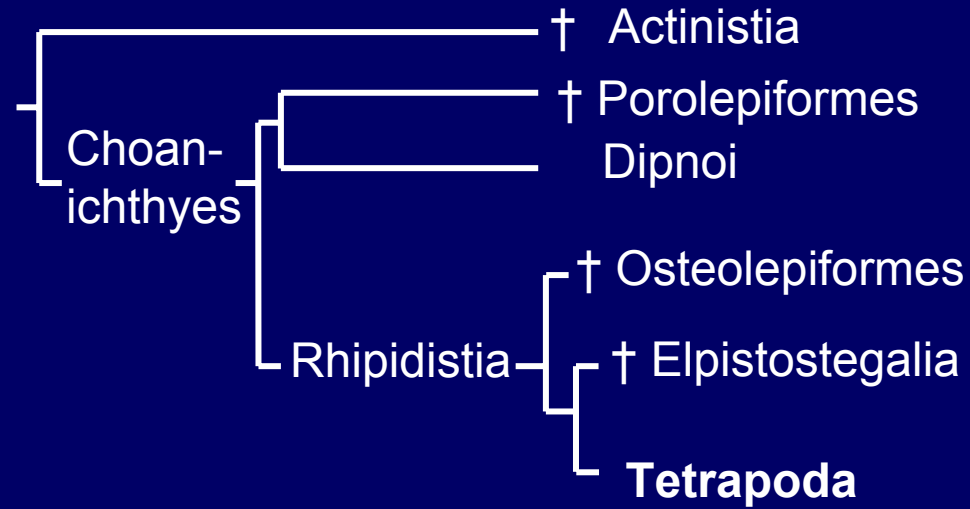 † Actinistia
† Porolepiformes
Choan-
ichthyes
Dipnoi
† Osteolepiformes
Rhipidistia
† Elpistostegalia
Tetrapoda